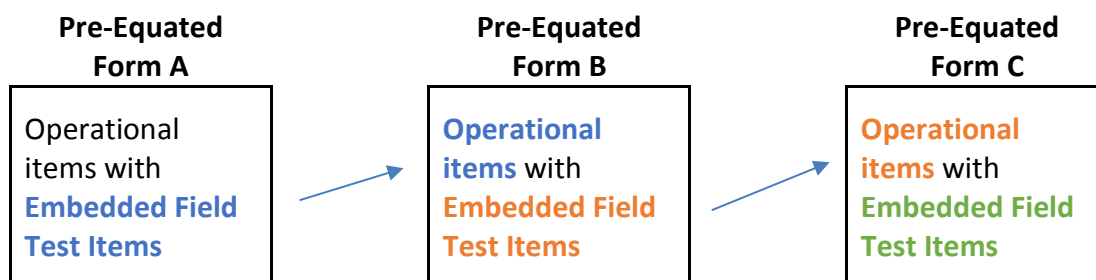 Pre-Equated
Form A
Operational
items with
Embedded Field
Test Items
Pre-Equated
Form B
Operational
items with
Embedded Field
Test Items
Pre-Equated
Form C
Operational
items with
Embedded Field
Test Items